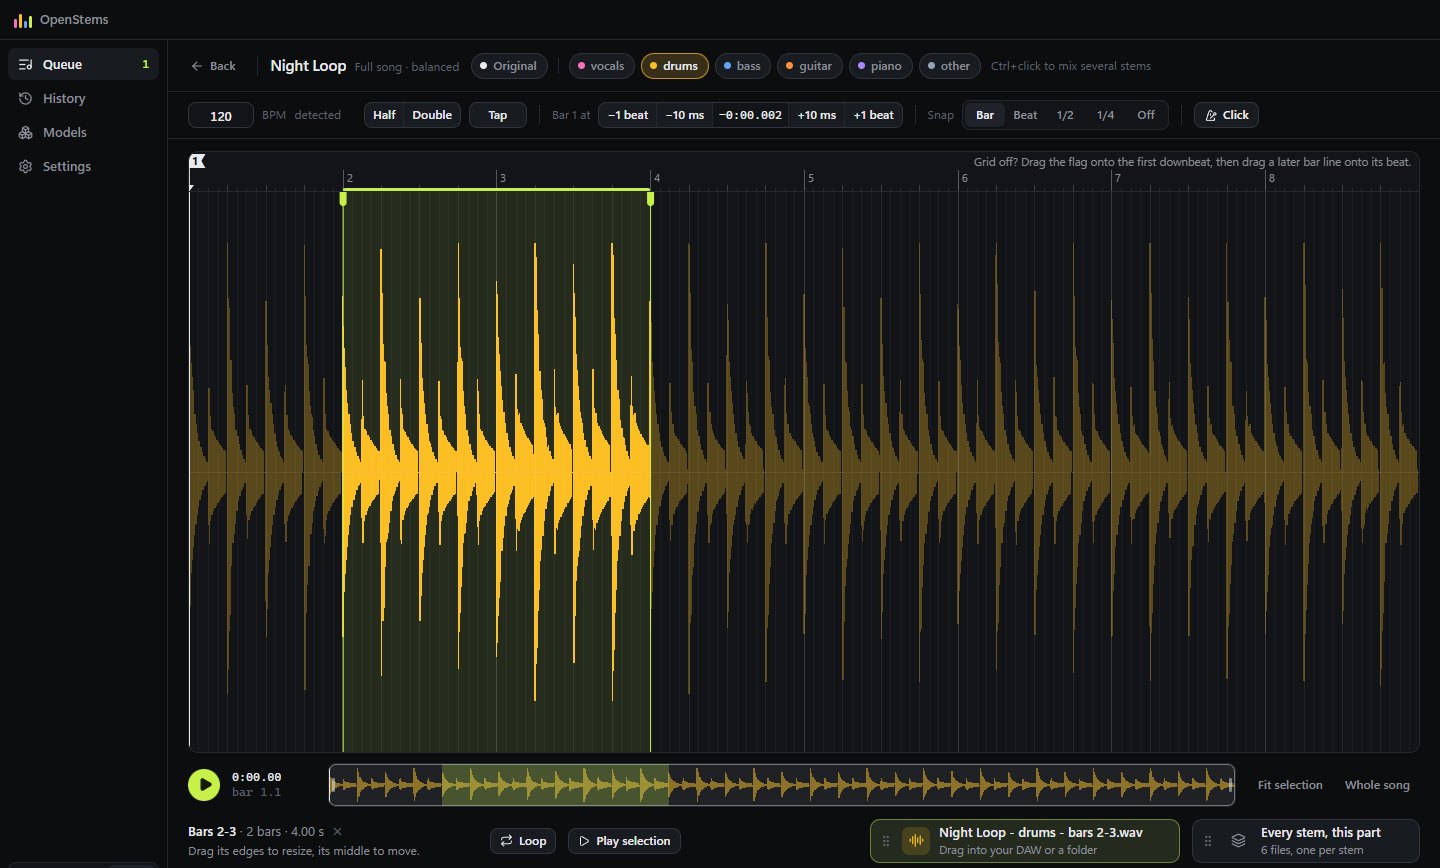 OpenStems
Queue 1
History
Models
Settings
Back
Night Loop Full song · balanced
Original vocals drums bass guitar piano other Ctrl+click to mix several stems
120 BPM detected Half Double Tap Bar 1 at −1 beat −10 ms −0:00.002 +10 ms +1 beat Snap Bar Beat 1/2 1/4 Off Click
1
Grid off? Drag the flag onto the first downbeat, then drag a later bar line onto its beat.
2 3 4 5 6 7 8
0:00.00
bar 1.1
Fit selection Whole song
Bars 2-3 · 2 bars · 4.00 s ×
Drag its edges to resize, its middle to move.
Loop Play selection
Night Loop - drums - bars 2-3.wav
Drag into your DAW or a folder
Every stem, this part
6 files, one per stem